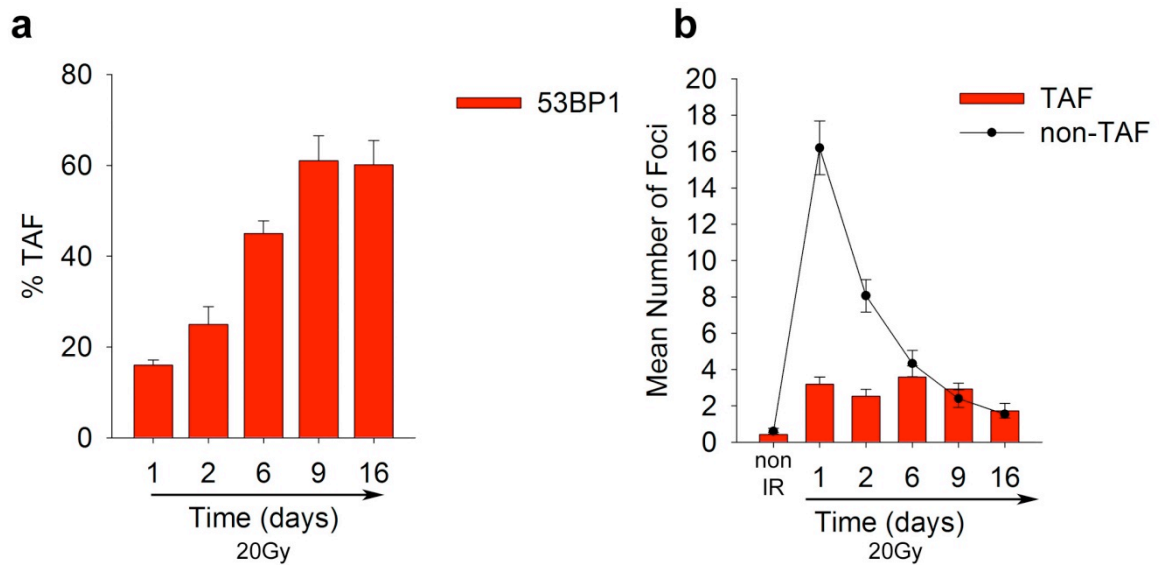 a
80
60
40
20
0
% TAF
53BP1
1 2 6 9 16
Time (days)
20Gy
b
20
18
16
14
12
10
8
6
4
2
0
Mean Number of Foci
TAF
non-TAF
non
IR
1 2 6 9 16
Time (days)
20Gy